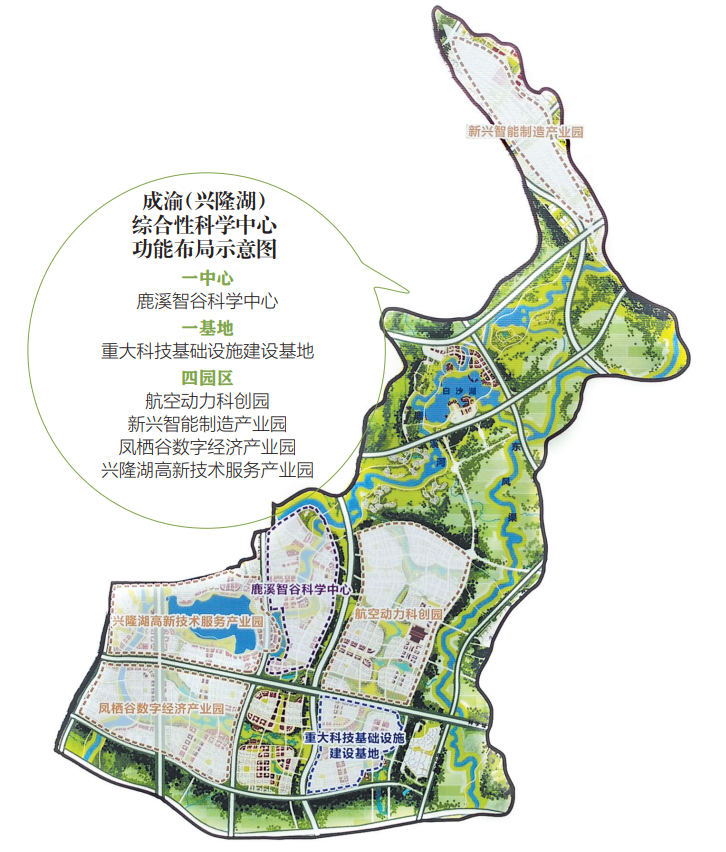 新兴智能制造产业园
成渝（兴隆湖）
综合性科学中心
功能布局示意图
一中心
鹿溪智谷科学中心
一基地
重大科技基础设施建设基地
四园区
航空动力科创园
新兴智能制造产业园
凤栖谷数字经济产业园
兴隆湖高新技术服务产业园
白沙湖
鹿
河
东
风
渠
鹿溪智谷科学中心
兴隆湖高新技术服务产业园
航空动力科创园
凤栖谷数字经济产业园
重大科技基础设施
建设基地